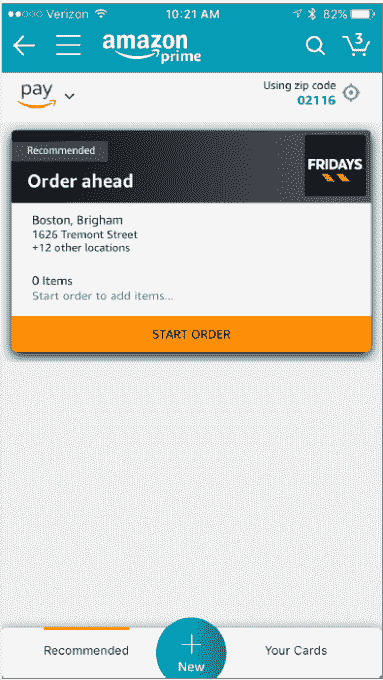 Verizon 10:21 AM 82%
amazon prime 3
pay Using zip code
02116
Recommended
Order ahead FRIDAYS
Boston, Brigham
1626 Tremont Street
+12 other locations
0 Items
Start order to add items...
START ORDER
Recommended New Your Cards